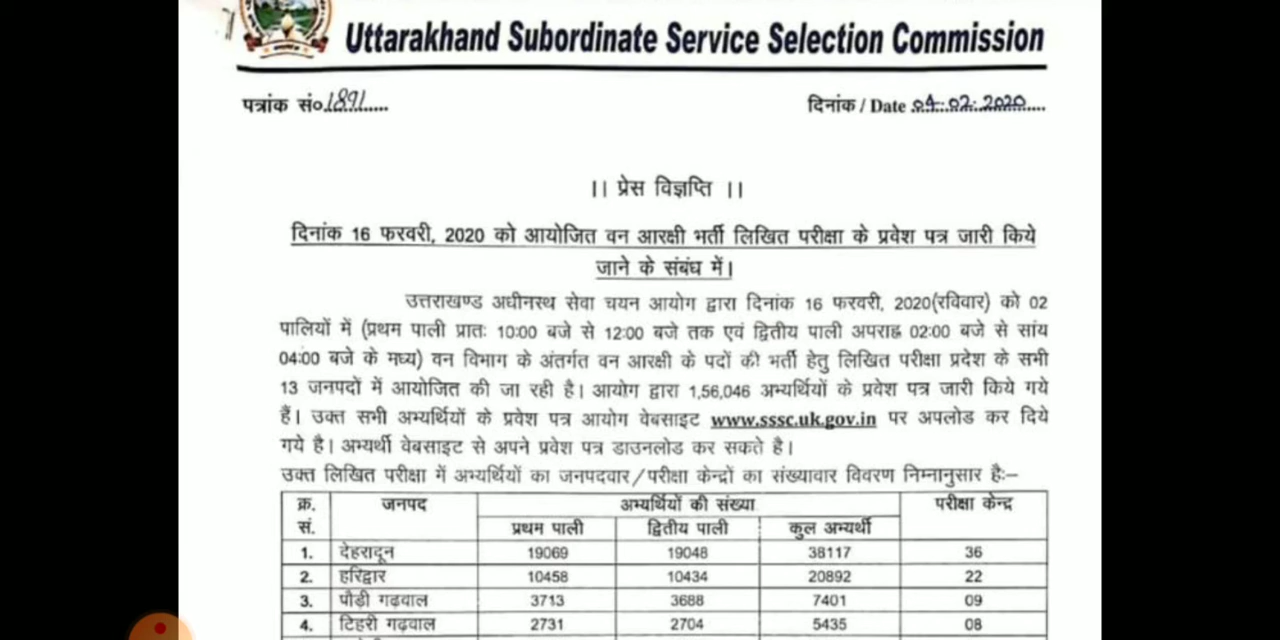 Uttarakhand Subordinate Service Selection Commission
पत्रांक सं० 1891 दिनांक / Date 04.02.2020
।। प्रेस विज्ञप्ति ।।
दिनांक 16 फरवरी, 2020 को आयोजित वन आरक्षी भर्ती लिखित परीक्षा के प्रवेश पत्र जारी किये
जाने के संबंध में।
उत्तराखण्ड अधीनस्थ सेवा चयन आयोग द्वारा दिनांक 16 फरवरी, 2020(रविवार) को 02
पालियों में (प्रथम पाली प्रातः 10:00 बजे से 12:00 बजे तक एवं द्वितीय पाली अपराह्न 02:00 बजे से सांय
04:00 बजे के मध्य) वन विभाग के अंतर्गत वन आरक्षी के पदों की भर्ती हेतु लिखित परीक्षा प्रदेश के सभी
13 जनपदों में आयोजित की जा रही है। आयोग द्वारा 1,56,046 अभ्यर्थियों के प्रवेश पत्र जारी किये गये
हैं। उक्त सभी अभ्यर्थियों के प्रवेश पत्र आयोग वेबसाइट www.sssc.uk.gov.in पर अपलोड कर दिये
गये है। अभ्यर्थी वेबसाइट से अपने प्रवेश पत्र डाउनलोड कर सकते है।
उक्त लिखित परीक्षा में अभ्यर्थियों का जनपदवार/परीक्षा केन्द्रों का संख्यावार विवरण निम्नानुसार है:–
क्र. सं. जनपद अभ्यर्थियों की संख्या परीक्षा केन्द्र
प्रथम पाली द्वितीय पाली कुल अभ्यर्थी
1. देहरादून 19069 19048 38117 36
2. हरिद्वार 10458 10434 20892 22
3. पौड़ी गढ़वाल 3713 3688 7401 09
4. टिहरी गढ़वाल 2731 2704 5435 08